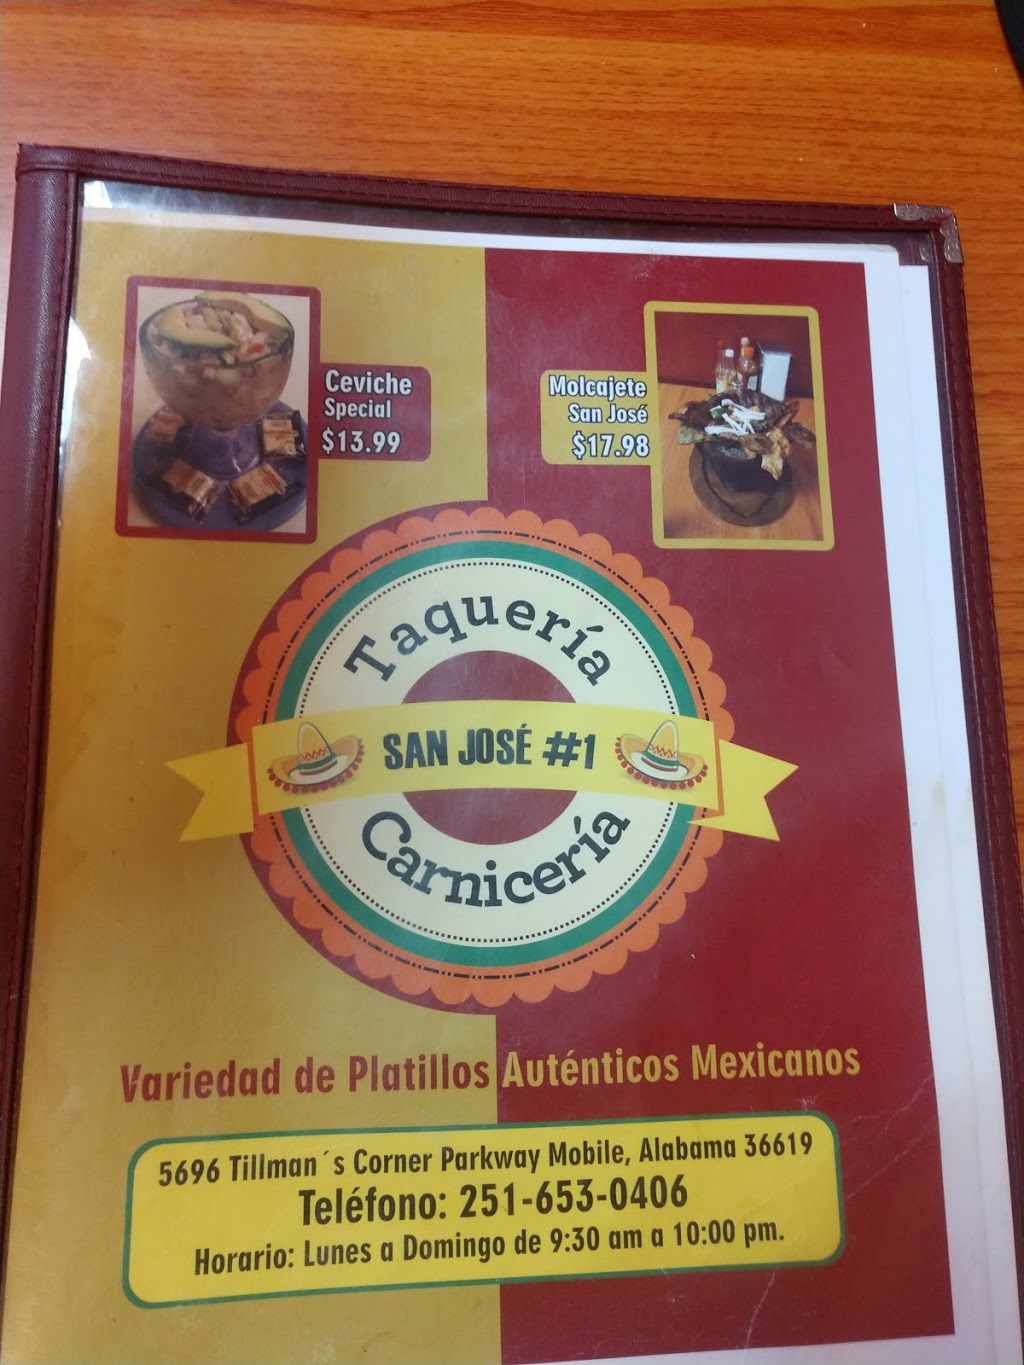 Ceviche
Special
$13.99
Molcajete
San José
$17.98
Taquería
SAN JOSÉ #1
Carnicería
Variedad de Platillos Auténticos Mexicanos
5696 Tillman´s Corner Parkway Mobile, Alabama 36619
Teléfono: 251-653-0406
Horario: Lunes a Domingo de 9:30 am a 10:00 pm.